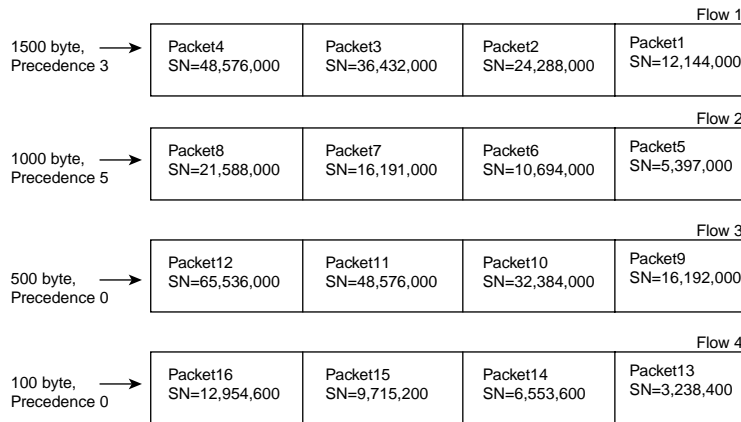 Flow 1
1500 byte,
Precedence 3
Packet4
SN=48,576,000
Packet3
SN=36,432,000
Packet2
SN=24,288,000
Packet1
SN=12,144,000
Flow 2
1000 byte,
Precedence 5
Packet8
SN=21,588,000
Packet7
SN=16,191,000
Packet6
SN=10,694,000
Packet5
SN=5,397,000
Flow 3
500 byte,
Precedence 0
Packet12
SN=65,536,000
Packet11
SN=48,576,000
Packet10
SN=32,384,000
Packet9
SN=16,192,000
Flow 4
100 byte,
Precedence 0
Packet16
SN=12,954,600
Packet15
SN=9,715,200
Packet14
SN=6,553,600
Packet13
SN=3,238,400